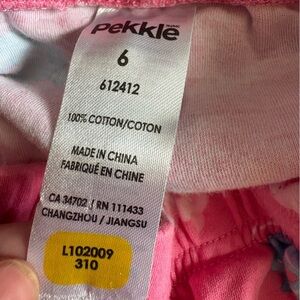 Pekkle
6
612412
100% COTTON/COTON
MADE IN CHINA
FABRIQUÉ EN CHINE
CA 34702 / RN 111433
CHANGZHOU / JIANGSU
L102009
310